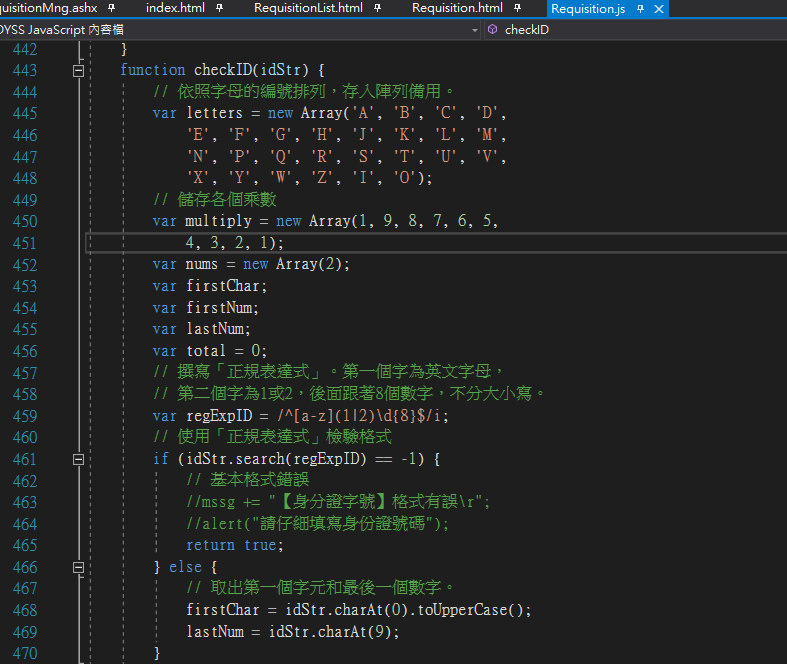 quisitionMng.ashx index.html RequisitionList.html Requisition.html Requisition.js
DYSS JavaScript 內容檔 checkID
442 }
443 function checkID(idStr) {
444 // 依照字母的編號排列，存入陣列備用。
445 var letters = new Array('A', 'B', 'C', 'D',
446 'E', 'F', 'G', 'H', 'J', 'K', 'L', 'M',
447 'N', 'P', 'Q', 'R', 'S', 'T', 'U', 'V',
448 'X', 'Y', 'W', 'Z', 'I', 'O');
449 // 儲存各個乘數
450 var multiply = new Array(1, 9, 8, 7, 6, 5,
451 4, 3, 2, 1);
452 var nums = new Array(2);
453 var firstChar;
454 var firstNum;
455 var lastNum;
456 var total = 0;
457 // 撰寫「正規表達式」。第一個字為英文字母，
458 // 第二個字為1或2，後面跟著8個數字，不分大小寫。
459 var regExpID = /^[a-z](1|2)\d{8}$/i;
460 // 使用「正規表達式」檢驗格式
461 if (idStr.search(regExpID) == -1) {
462 // 基本格式錯誤
463 //mssg += "【身分證字號】格式有誤\r";
464 //alert("請仔細填寫身份證號碼");
465 return true;
466 } else {
467 // 取出第一個字元和最後一個數字。
468 firstChar = idStr.charAt(0).toUpperCase();
469 lastNum = idStr.charAt(9);
470 }